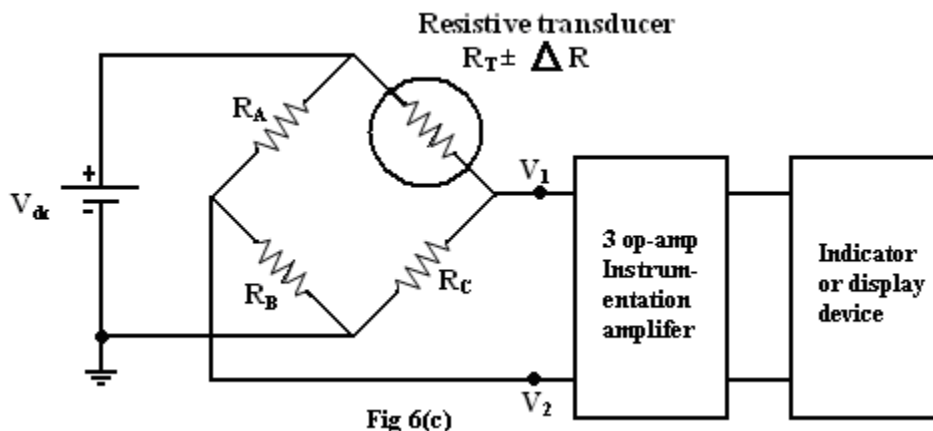 Resistive transducer
R_T ± Δ R
R_A
+
V_dc
-
V_1
R_B
R_C
3 op-amp
Instrum-
entation
amplifer
Indicator
or display
device
V_2
Fig 6(c)